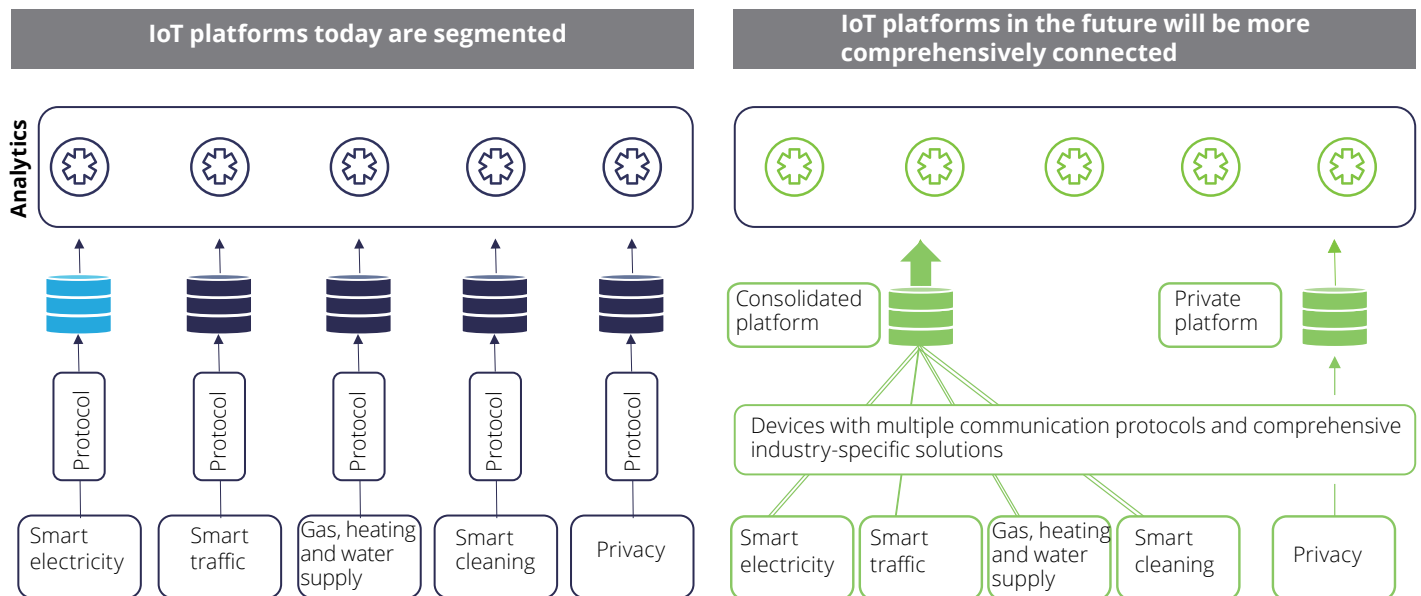 IoT platforms today are segmented
Analytics
Protocol
Protocol
Protocol
Protocol
Protocol
Smart
electricity
Smart
traffic
Gas, heating
and water
supply
Smart
cleaning
Privacy
IoT platforms in the future will be more
comprehensively connected
Consolidated
platform
Private
platform
Devices with multiple communication protocols and comprehensive
industry-specific solutions
Smart
electricity
Smart
traffic
Gas, heating
and water
supply
Smart
cleaning
Privacy